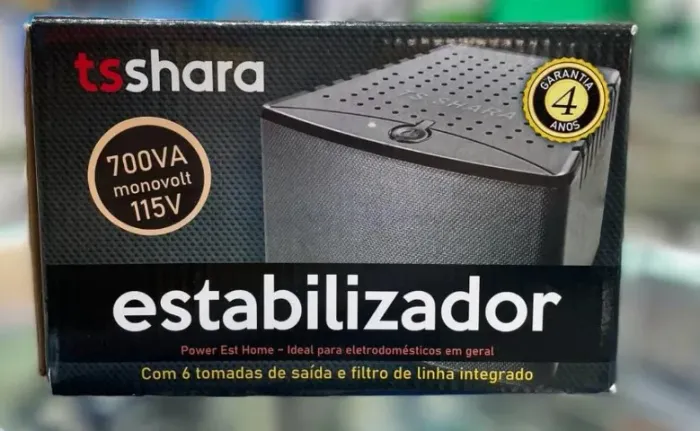 tsshara
GARANTIA
4
ANOS
TS SHARA
700VA
monovolt
115V
estabilizador
Power Est Home – Ideal para eletrodomésticos em geral
Com 6 tomadas de saída e filtro de linha integrado